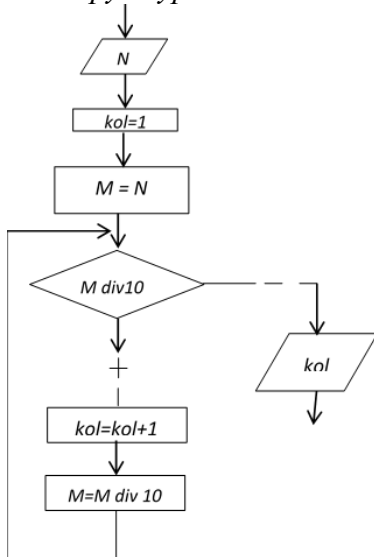 N
kol=1
M = N
M div10
kol
+
kol=kol+1
M=M div 10